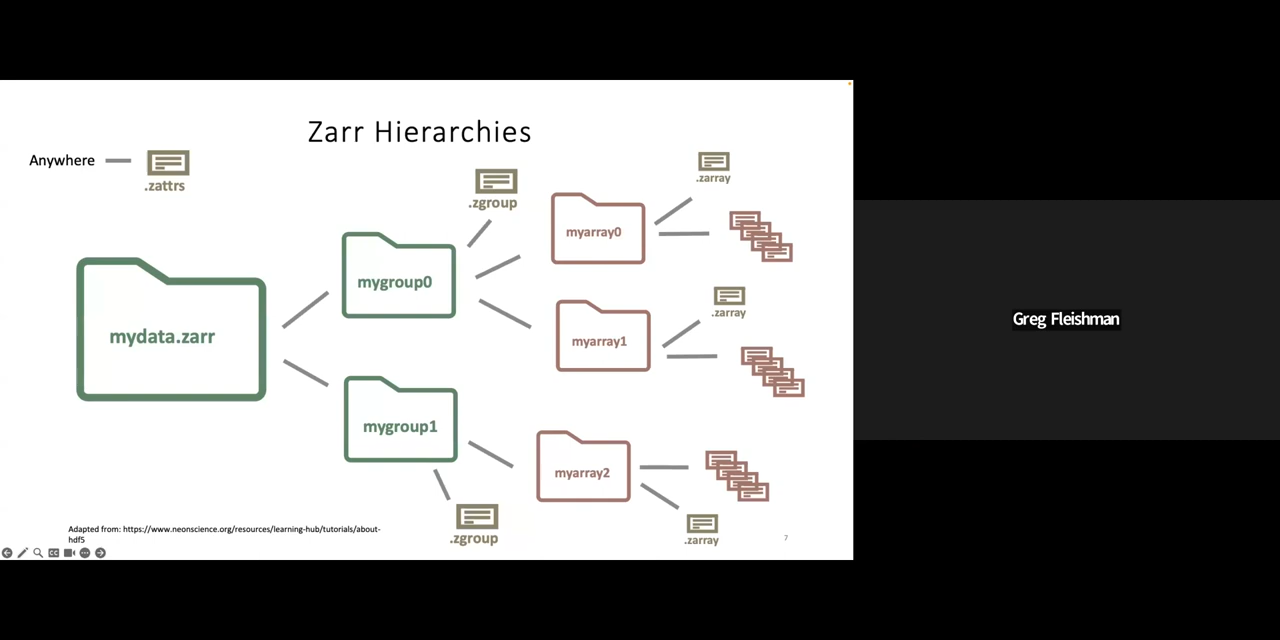 Zarr Hierarchies
Anywhere
.zattrs
mydata.zarr
mygroup0
.zgroup
myarray0
.zarray
myarray1
.zarray
mygroup1
.zgroup
myarray2
.zarray
Adapted from: https://www.neonscience.org/resources/learning-hub/tutorials/about-
hdf5
7
Greg Fleishman